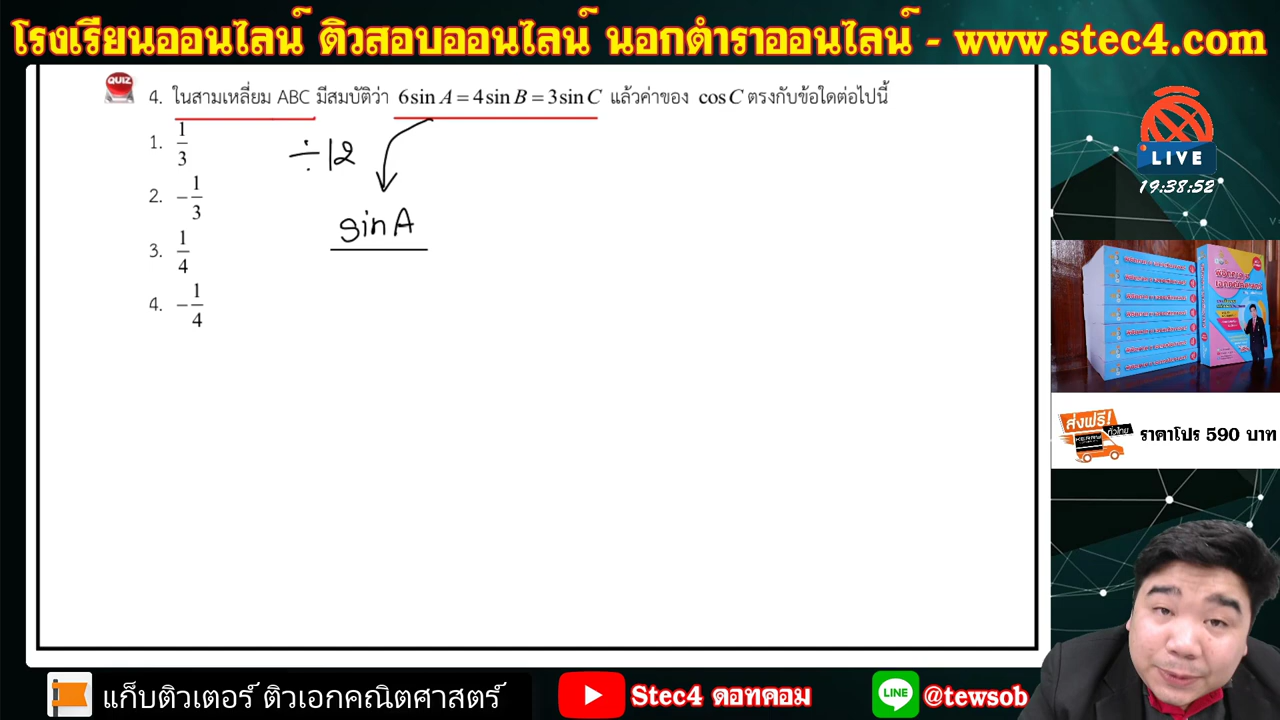 โรงเรียนออนไลน์ ติวสอบออนไลน์ นอกตำราออนไลน์ - www.stec4.com
QUIZ
4. ในสามเหลี่ยม ABC มีสมบัติว่า 6sin A = 4sin B = 3sin C แล้วค่าของ cos C ตรงกับข้อใดต่อไปนี้
1. 1/3
2. -1/3
3. 1/4
4. -1/4
÷12
sin A
LIVE
19:38:52
ส่งฟรี!
ทั่วไทย
KERRY
ราคาโปร 590 บาท
แก็บติวเตอร์ ติวเอกคณิตศาสตร์
Stec4 ดอทคอม
LINE
@tewsob